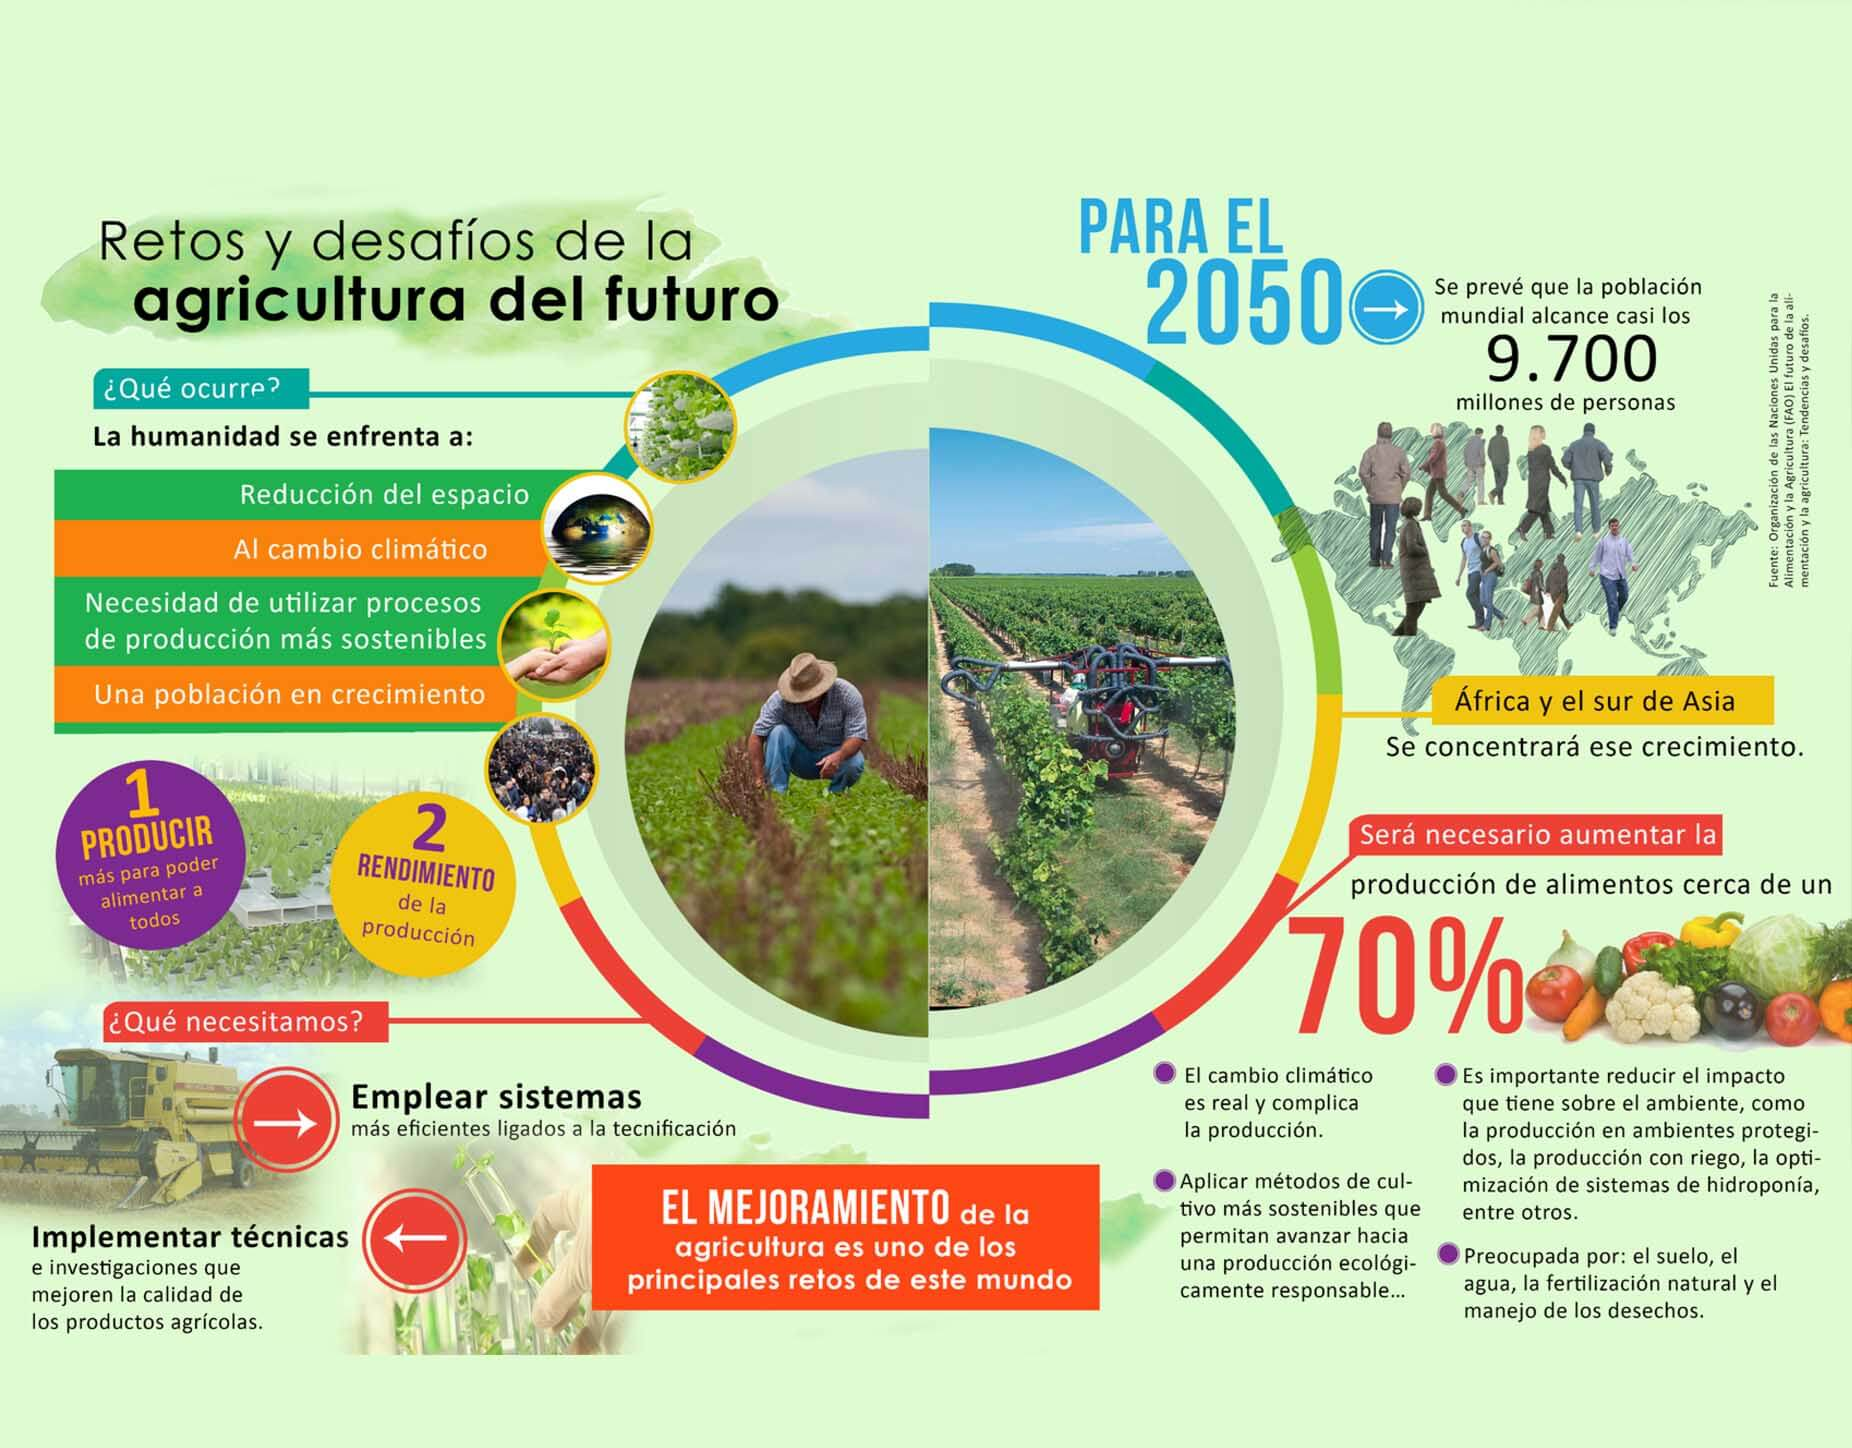 Retos y desafíos de la
agricultura del futuro
¿Qué ocurre?
La humanidad se enfrenta a:
Reducción del espacio
Al cambio climático
Necesidad de utilizar procesos
de producción más sostenibles
Una población en crecimiento
1
PRODUCIR
más para poder
alimentar a
todos
2
RENDIMIENTO
de la
producción
¿Qué necesitamos?
Emplear sistemas
más eficientes ligados a la tecnificación
Implementar técnicas
e investigaciones que
mejoren la calidad de
los productos agrícolas.
EL MEJORAMIENTO de la
agricultura es uno de los
principales retos de este mundo
PARA EL
2050
Se prevé que la población
mundial alcance casi los
9.700
millones de personas
Fuente: Organización de las Naciones Unidas para la
Alimentación y la Agricultura (FAO) El futuro de la ali-
mentación y la agricultura: Tendencias y desafíos.
África y el sur de Asia
Se concentrará ese crecimiento.
Será necesario aumentar la
producción de alimentos cerca de un
70%
El cambio climático
es real y complica
la producción.
Aplicar métodos de cul-
tivo más sostenibles que
permitan avanzar hacia
una producción ecológi-
camente responsable...
Es importante reducir el impacto
que tiene sobre el ambiente, como
la producción en ambientes protegi-
dos, la producción con riego, la opti-
mización de sistemas de hidroponía,
entre otros.
Preocupada por: el suelo, el
agua, la fertilización natural y el
manejo de los desechos.